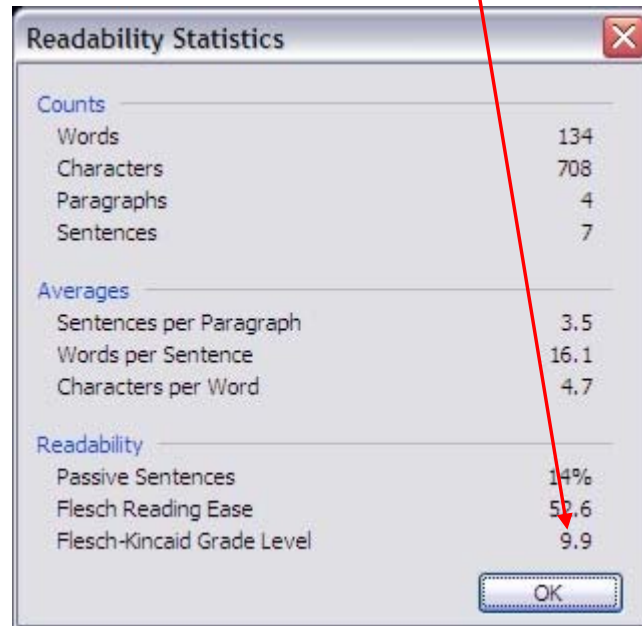 Readability Statistics
Counts
Words 134
Characters 708
Paragraphs 4
Sentences 7
Averages
Sentences per Paragraph 3.5
Words per Sentence 16.1
Characters per Word 4.7
Readability
Passive Sentences 14%
Flesch Reading Ease 52.6
Flesch-Kincaid Grade Level 9.9
OK